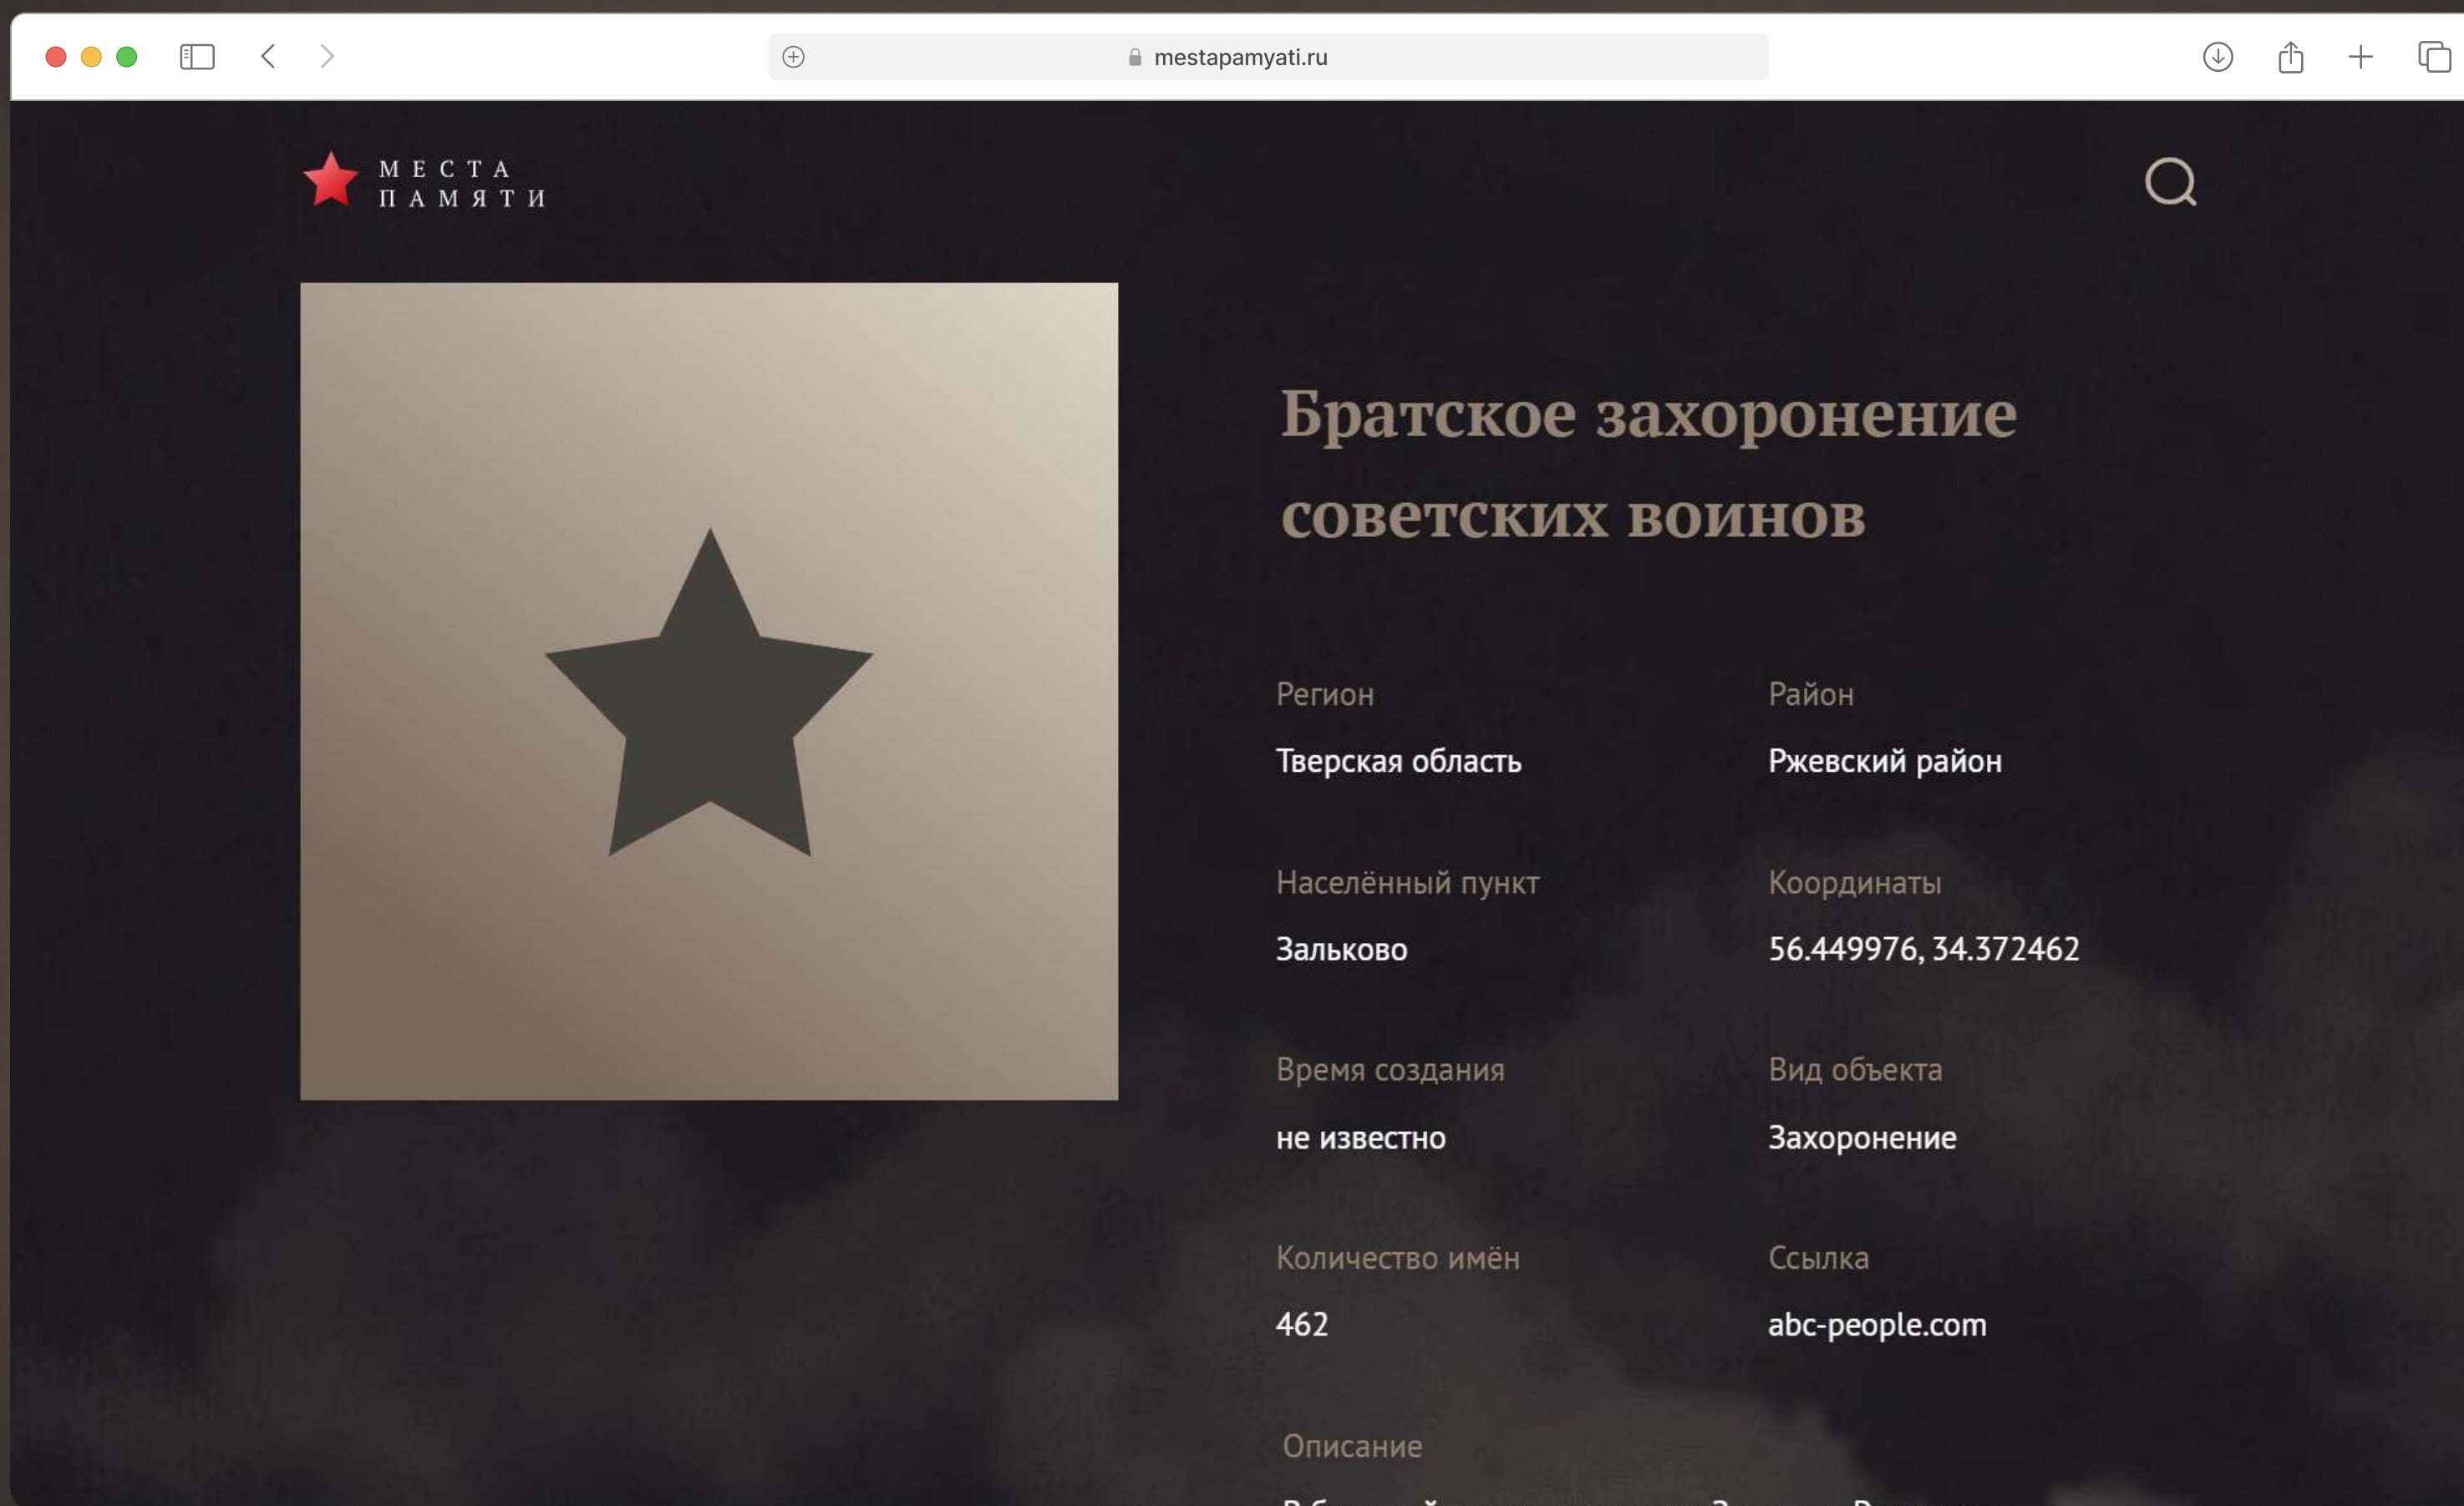 mestapamyati.ru
МЕСТА
ПАМЯТИ
Братское захоронение
советских воинов
Регион
Район
Тверская область
Ржевский район
Населённый пункт
Координаты
Зальково
56.449976, 34.372462
Время создания
Вид объекта
не известно
Захоронение
Количество имён
Ссылка
462
abc-people.com
Описание